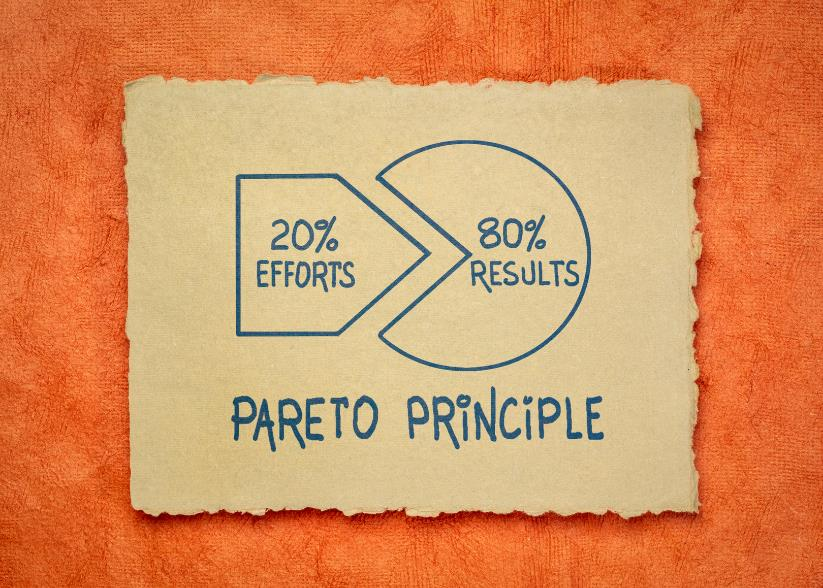 20% 80%
EFFORTS RESULTS
PARETO PRINCIPLE